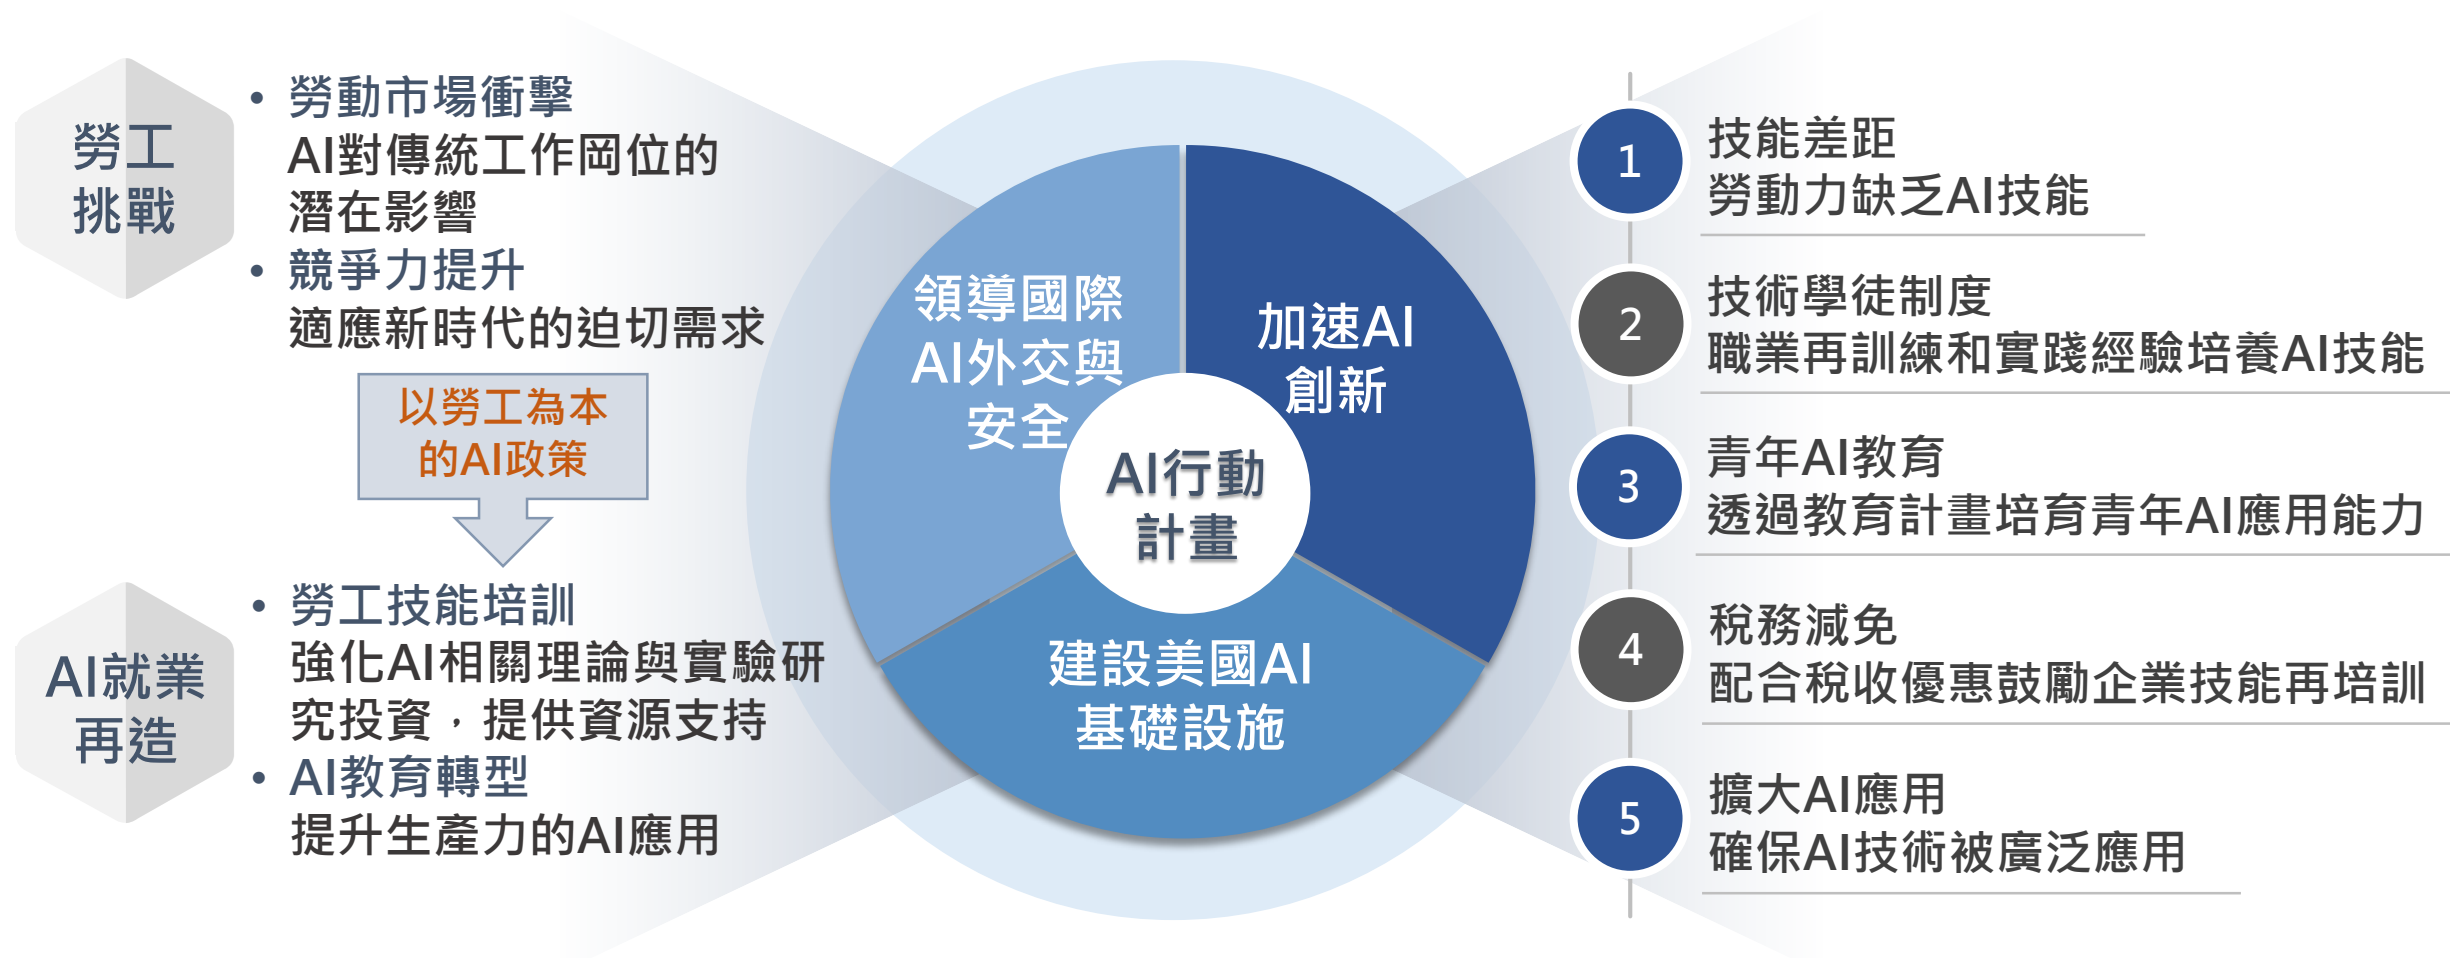 勞工
挑戰
• 勞動市場衝擊
AI對傳統工作岡位的
潛在影響
• 競爭力提升
適應新時代的迫切需求
以勞工為本
的AI政策
AI就業
再造
• 勞工技能培訓
強化AI相關理論與實驗研
究投資，提供資源支持
• AI教育轉型
提升生產力的AI應用
領導國際
AI外交與
安全
加速AI
創新
AI行動
計畫
建設美國AI
基礎設施
1
技能差距
勞動力缺乏AI技能
2
技術學徒制度
職業再訓練和實踐經驗培養AI技能
3
青年AI教育
透過教育計畫培育青年AI應用能力
4
稅務減免
配合稅收優惠鼓勵企業技能再培訓
5
擴大AI應用
確保AI技術被廣泛應用